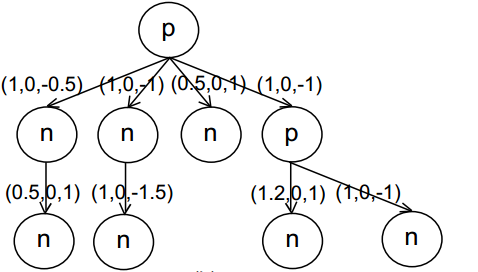 p
(1,0,-0.5) (1,0,-1) (0.5,0,1) (1,0,-1)
n n n p
(0.5,0,1) (1,0,-1.5) (1.2,0,1) (1,0,-1)
n n n n